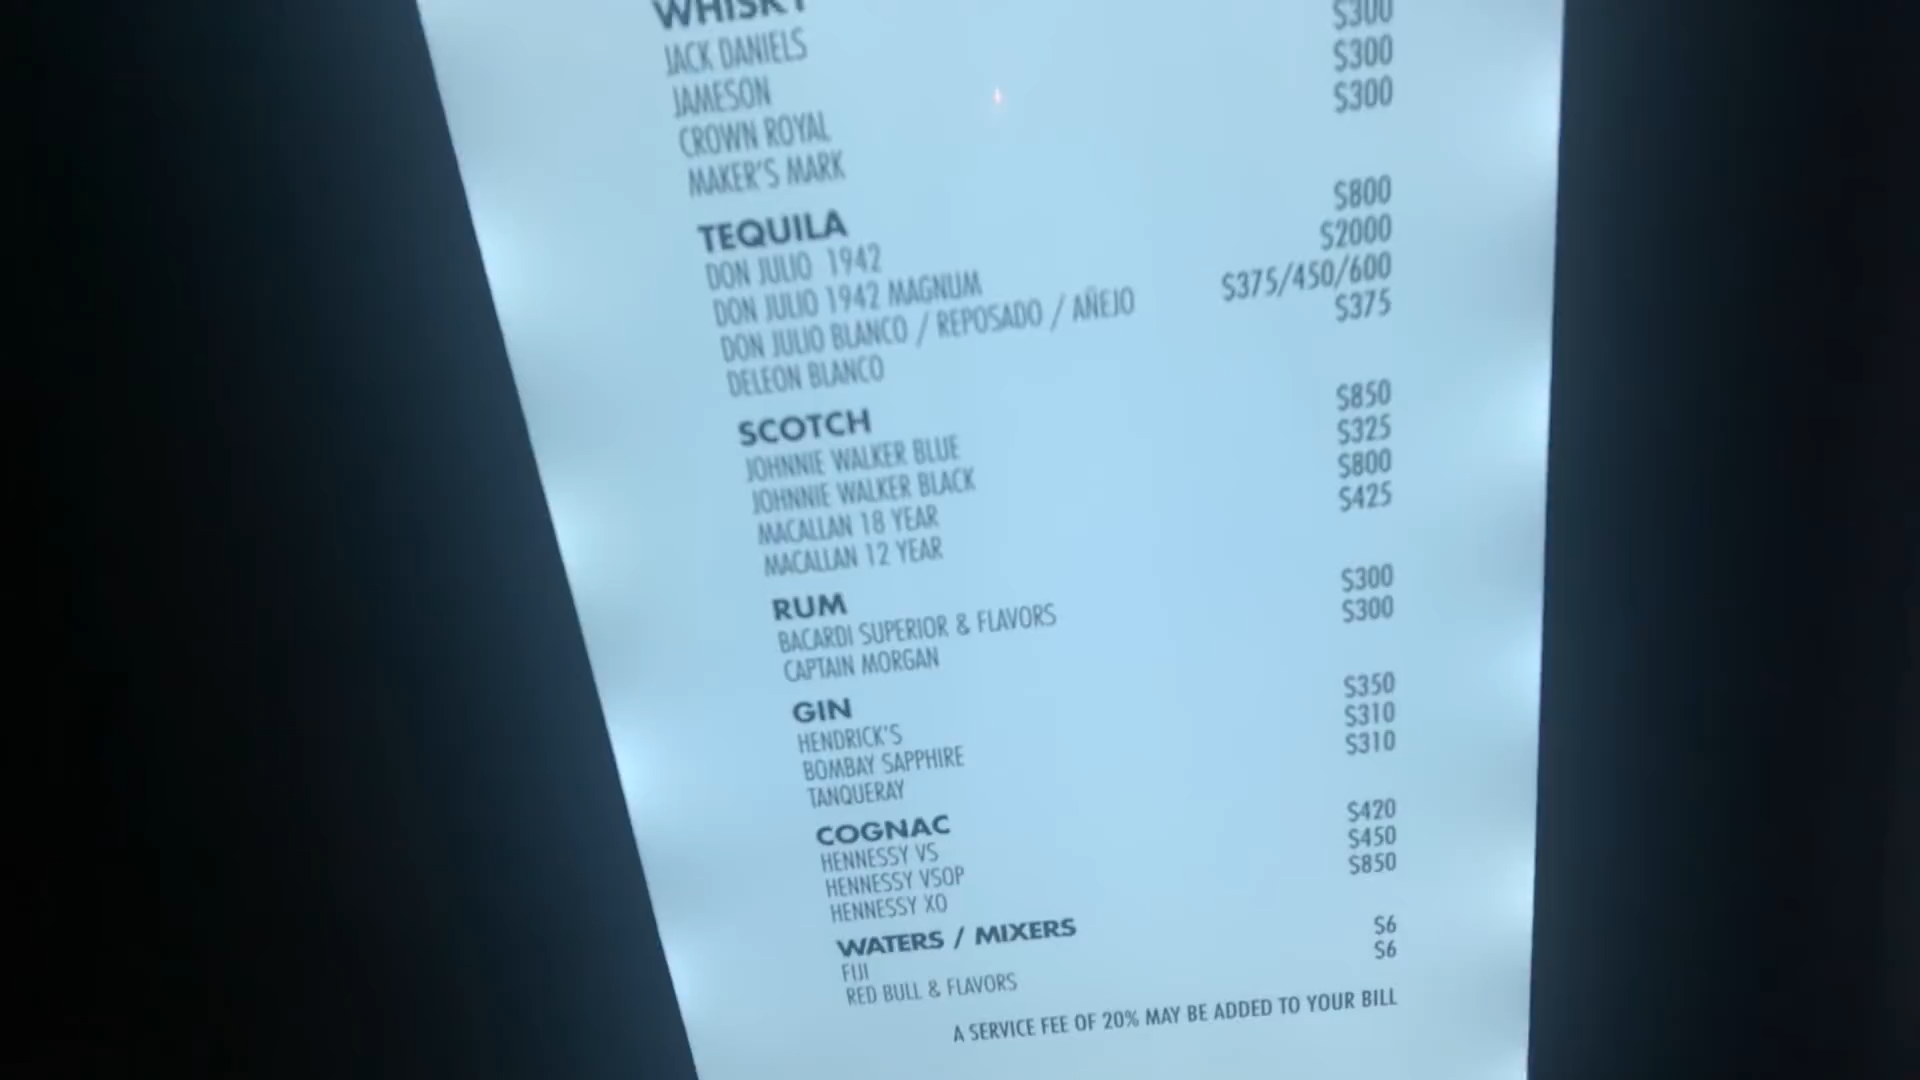 WHISKY
JACK DANIELS $300
JAMESON $300
CROWN ROYAL $300
MAKER'S MARK
TEQUILA
DON JULIO 1942 $800
DON JULIO 1942 MAGNUM $2000
DON JULIO BLANCO / REPOSADO / AÑEJO $375/450/600
DELEON BLANCO $375
SCOTCH
JOHNNIE WALKER BLUE $850
JOHNNIE WALKER BLACK $325
MACALLAN 18 YEAR $800
MACALLAN 12 YEAR $425
RUM
BACARDI SUPERIOR & FLAVORS $300
CAPTAIN MORGAN $300
GIN
HENDRICK'S $350
BOMBAY SAPPHIRE $310
TANQUERAY $310
COGNAC
HENNESSY VS $420
HENNESSY VSOP $450
HENNESSY XO $850
WATERS / MIXERS
FIJI $6
RED BULL & FLAVORS $6
A SERVICE FEE OF 20% MAY BE ADDED TO YOUR BILL